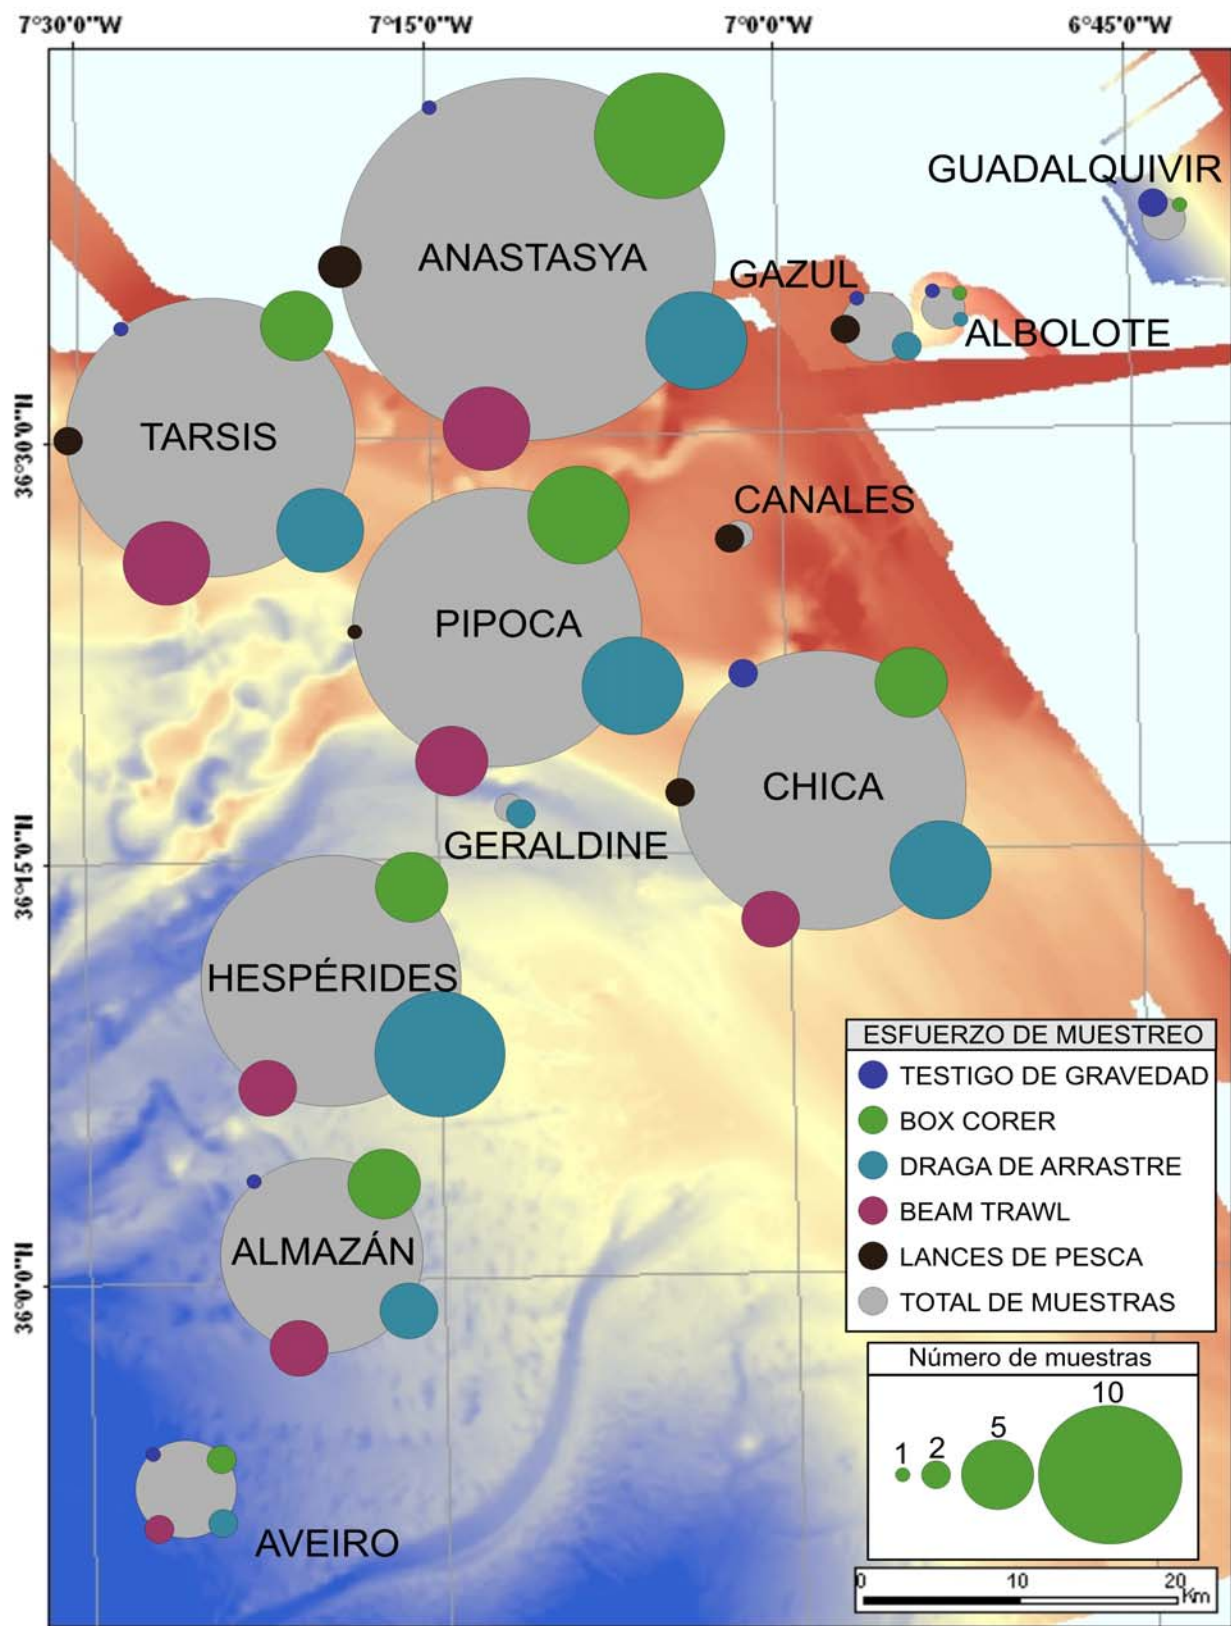 7°30'0"W
7°15'0"W
7°0'0"W
6°45'0"W
GUADALQUIVIR
ANASTASYA
GAZUL
ALBOLOTE
36°30'0"N
TARSIS
CANALES
PIPOCA
CHICA
36°15'0"N
GERALDINE
HESPÉRIDES
ESFUERZO DE MUESTREO
TESTIGO DE GRAVEDAD
BOX CORER
DRAGA DE ARRASTRE
BEAM TRAWL
LANCES DE PESCA
TOTAL DE MUESTRAS
36°0'0"N
ALMAZÁN
Número de muestras
1 2 5 10
AVEIRO
0 10 20
Km